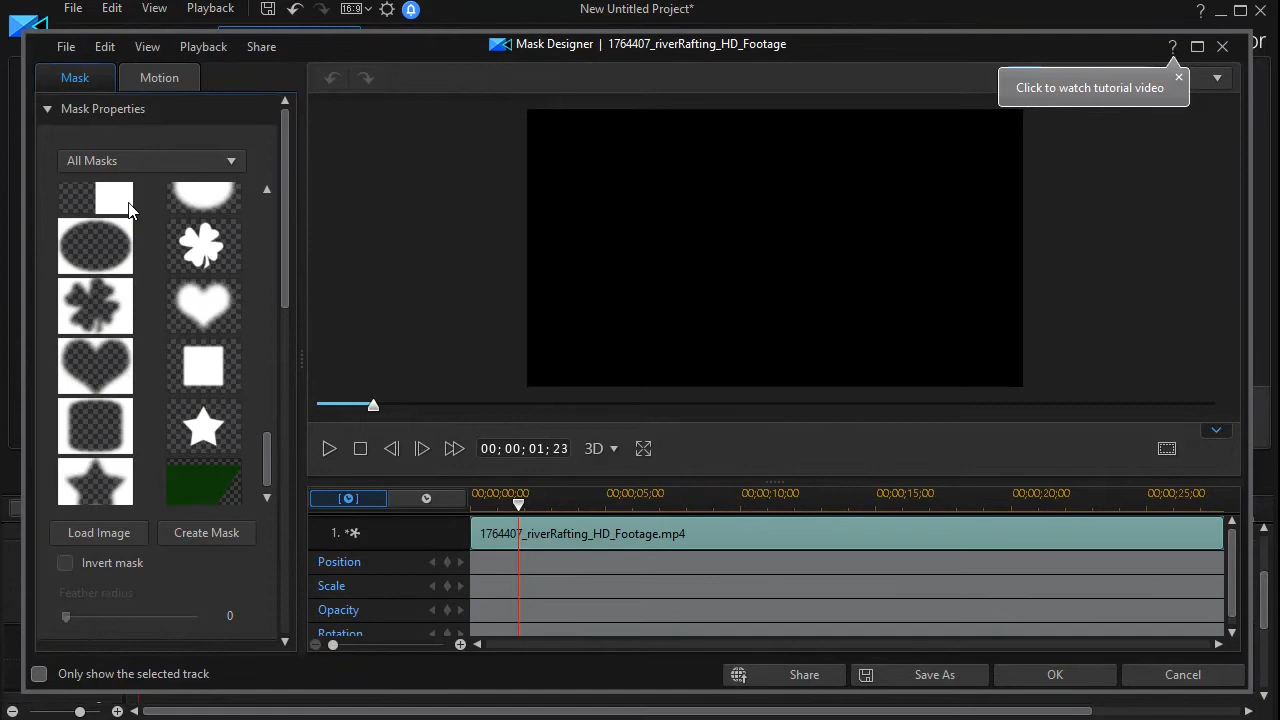 File Edit View Playback 16:9 New Untitled Project* ?
or
File Edit View Playback Share Mask Designer | 1764407_riverRafting_HD_Footage ?
Mask Motion
Click to watch tutorial video
Mask Properties
All Masks
Load Image Create Mask
Invert mask
Feather radius
0
00; 00; 01; 23
3D
00;00;00;00 00;00;05;00 00;00;10;00 00;00;15;00 00;00;20;00 00;00;25;00
1. 1764407_riverRafting_HD_Footage.mp4
Position
Scale
Opacity
Rotation
Only show the selected track
Share Save As OK Cancel